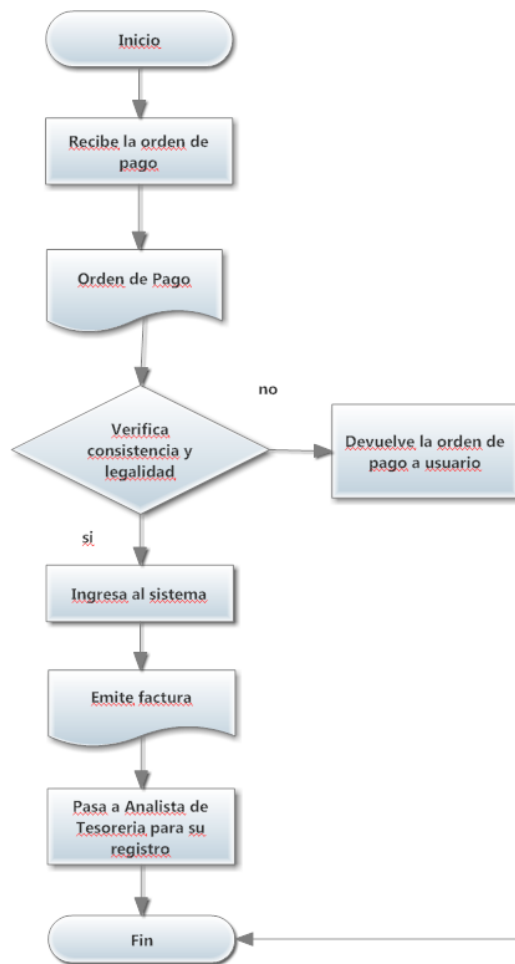 Inicio
Recibe la orden de
pago
Orden de Pago
no
Verifica
consistencia y
legalidad
Devuelve la orden de
pago a usuario
si
Ingresa al sistema
Emite factura
Pasa a Analista de
Tesoreria para su
registro
Fin